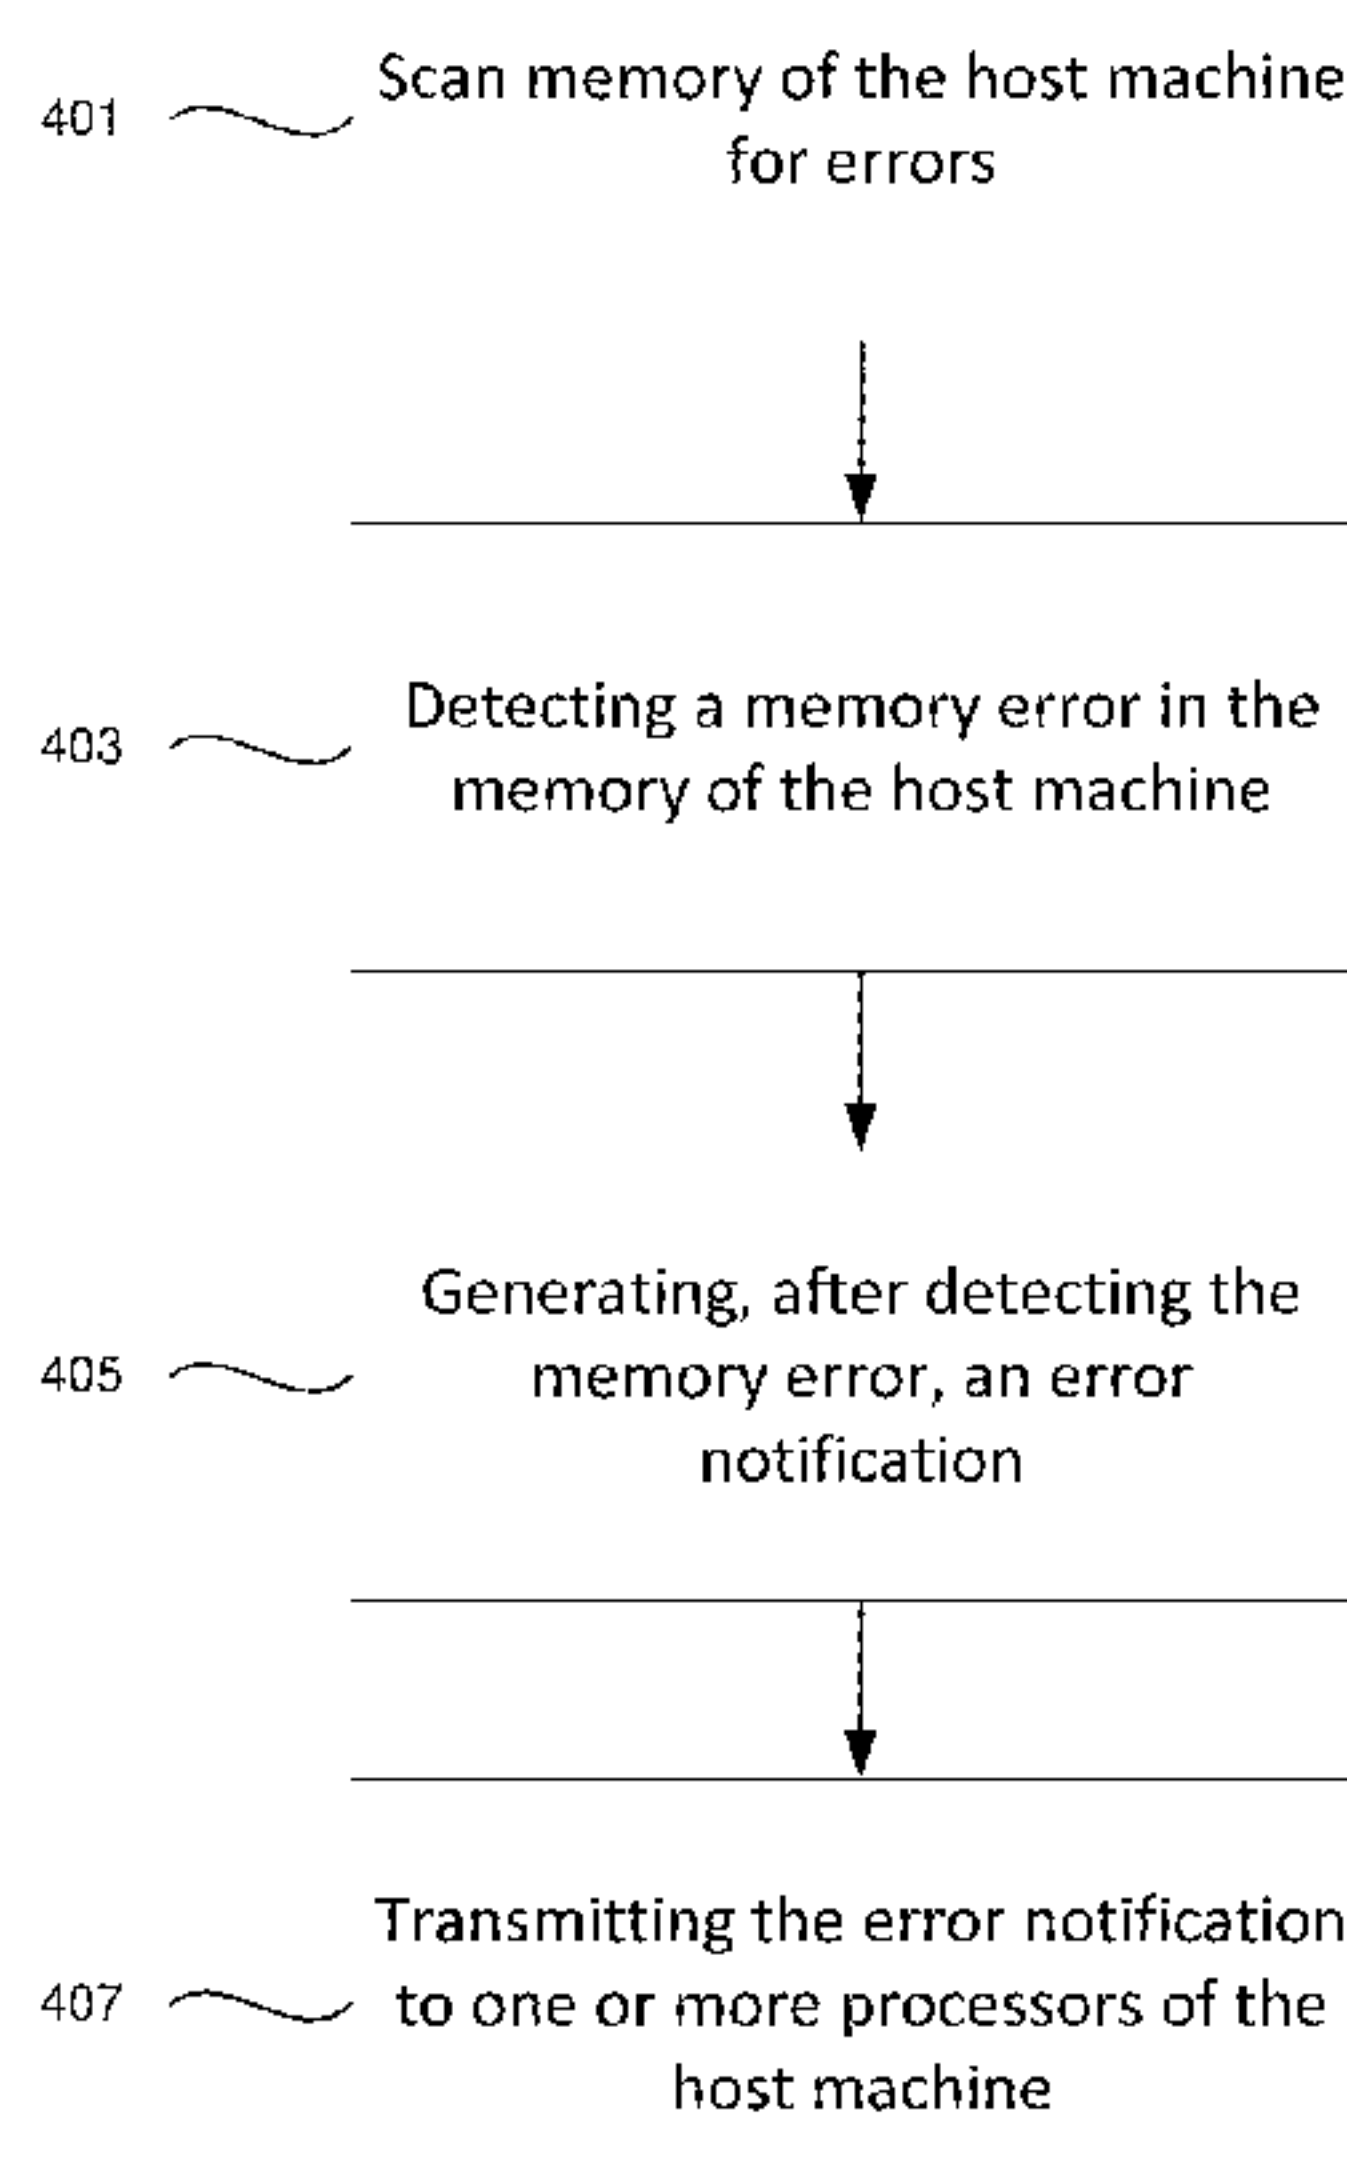 401
Scan memory of the host machine
for errors
403
Detecting a memory error in the
memory of the host machine
405
Generating, after detecting the
memory error, an error
notification
407
Transmitting the error notification
to one or more processors of the
host machine